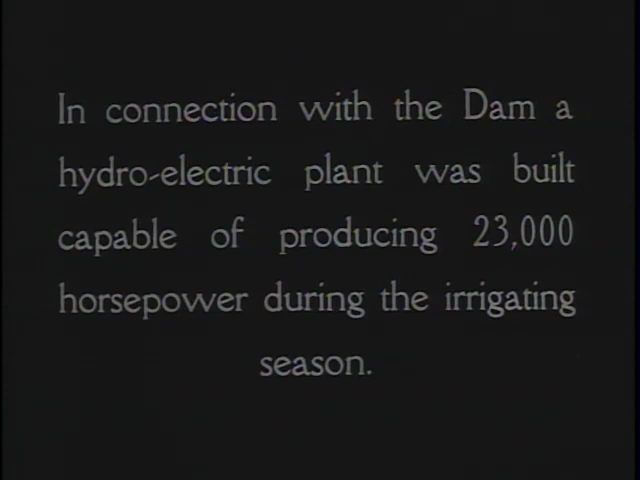 In connection with the Dam a
hydro-electric plant was built
capable of producing 23,000
horsepower during the irrigating
season.